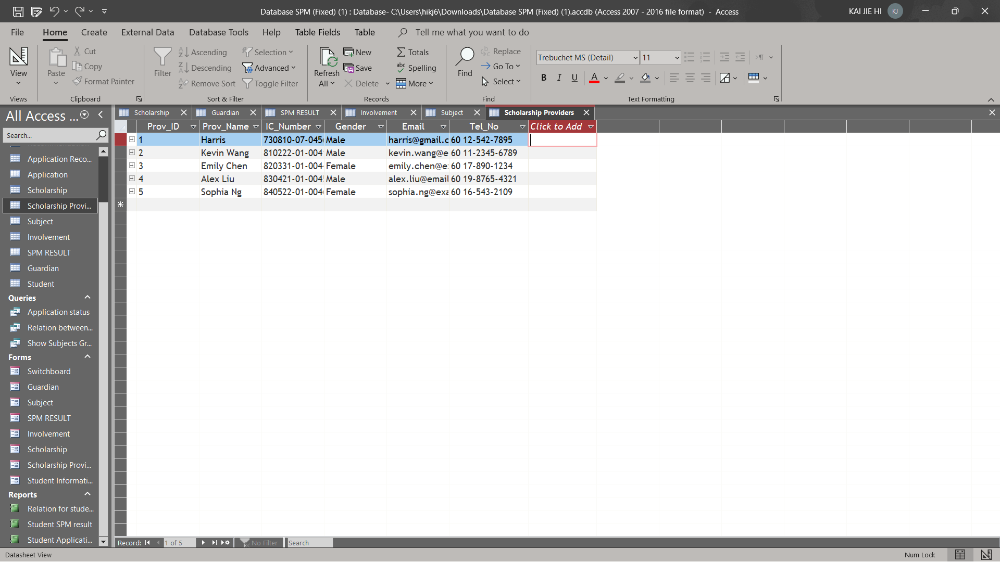 Database SPM (Fixed) (1) : Database- C:\Users\hikj6\Downloads\Database SPM (Fixed) (1).accdb (Access 2007 - 2016 file format) - Access
KAI JIE HI KJ
File Home Create External Data Database Tools Help Table Fields Table Tell me what you want to do
View
Views
Paste
Cut
Copy
Format Painter
Clipboard
Filter
Ascending
Descending
Remove Sort
Selection
Advanced
Toggle Filter
Sort & Filter
Refresh
All
New
Save
Delete
Totals
Spelling
More
Records
Find
Replace
Go To
Select
Find
Trebuchet MS (Detail) 11
B I U A
Text Formatting
All Access ...
Search...
Application Reco...
Application
Scholarship
Scholarship Provi...
Subject
Involvement
SPM RESULT
Guardian
Student
Queries
Application status
Relation between...
Show Subjects Gr...
Forms
Switchboard
Guardian
Subject
SPM RESULT
Involvement
Scholarship
Scholarship Provi...
Student Informati...
Reports
Relation for stude...
Student SPM result
Student Applicati...
Scholarship Guardian SPM RESULT Involvement Subject Scholarship Providers
Prov_ID Prov_Name IC_Number Gender Email Tel_No Click to Add
1 Harris 730810-07-045 Male harris@gmail.c 60 12-542-7895
2 Kevin Wang 810222-01-004 Male kevin.wang@e 60 11-2345-6789
3 Emily Chen 820331-01-004 Female emily.chen@e 60 17-890-1234
4 Alex Liu 830421-01-004 Male alex.liu@email 60 19-8765-4321
5 Sophia Ng 840522-01-004 Female sophia.ng@exa 60 16-543-2109
Record: 1 of 5 No Filter Search
Datasheet View
Num Lock